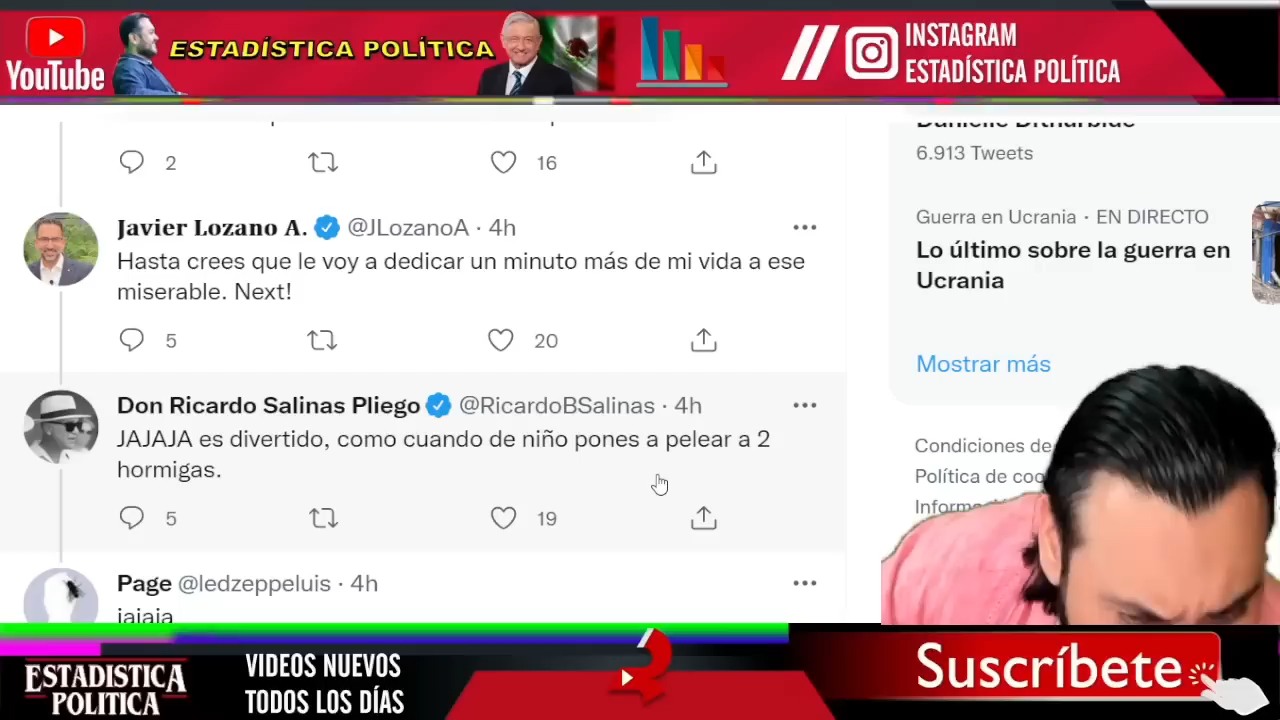 YouTube
ESTADÍSTICA POLÍTICA
INSTAGRAM
ESTADÍSTICA POLÍTICA
2
16
Javier Lozano A. @JLozanoA · 4h
Hasta crees que le voy a dedicar un minuto más de mi vida a ese
miserable. Next!
5
20
Don Ricardo Salinas Pliego @RicardoBSalinas · 4h
JAJAJA es divertido, como cuando de niño pones a pelear a 2
hormigas.
5
19
Page @ledzeppeluis · 4h
jajaja
6.913 Tweets
Guerra en Ucrania · EN DIRECTO
Lo último sobre la guerra en
Ucrania
Mostrar más
Condiciones de
Política de
ESTADISTICA
POLÍTICA
VIDEOS NUEVOS
TODOS LOS DÍAS
Suscríbete